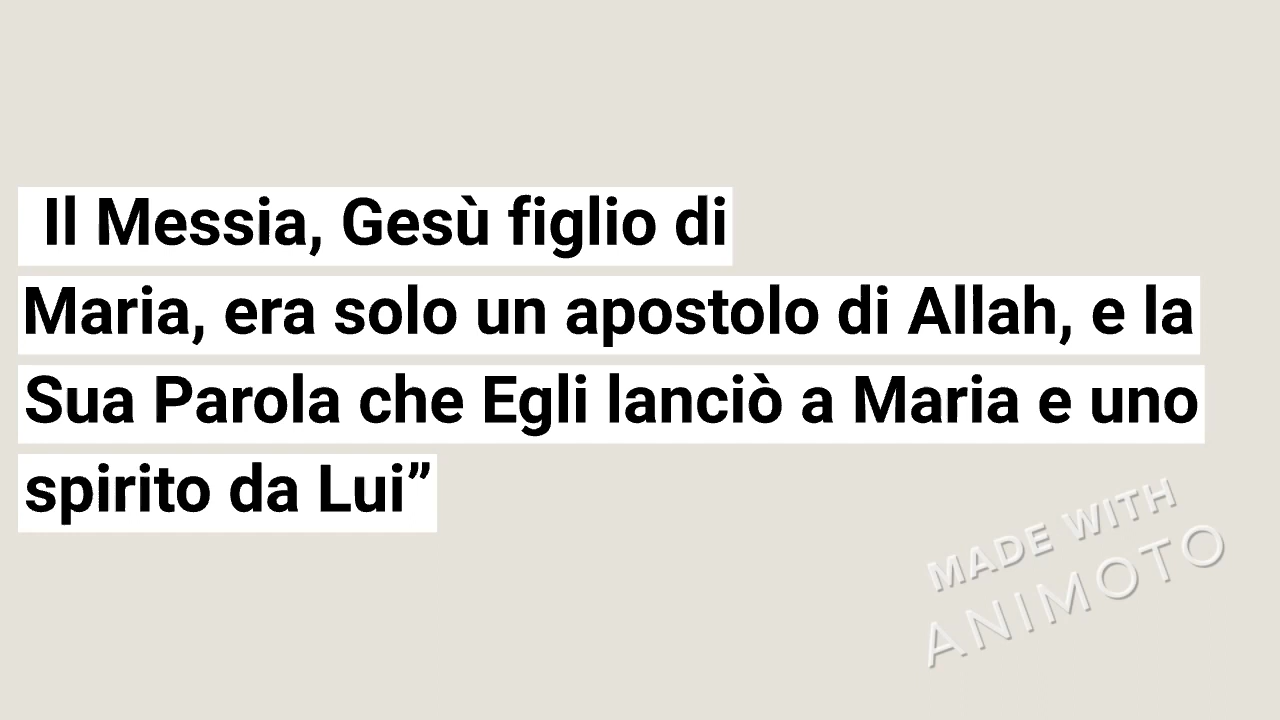 Il Messia, Gesù figlio di
Maria, era solo un apostolo di Allah, e la
Sua Parola che Egli lanciò a Maria e uno
spirito da Lui”
MADE WITH
ANIMOTO